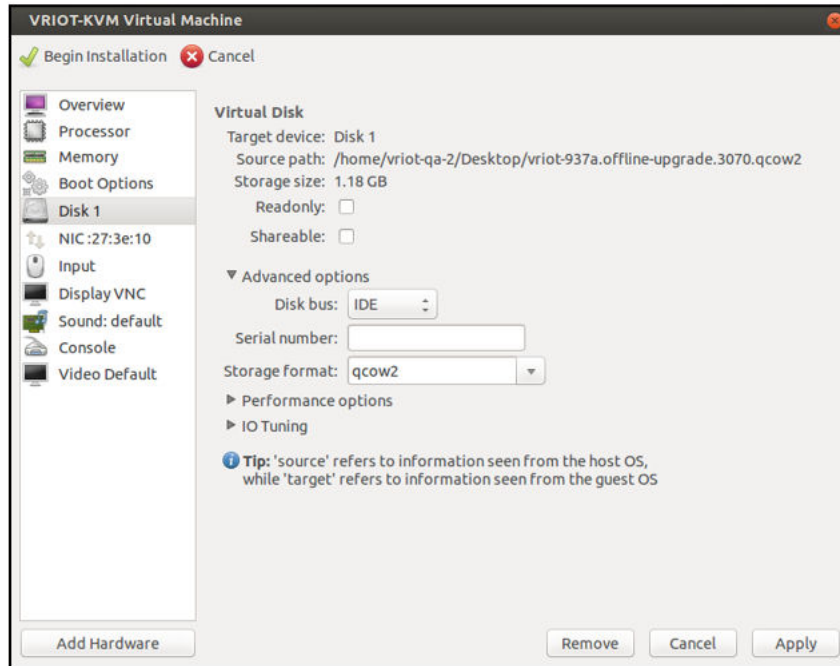 VRIOT-KVM Virtual Machine
Begin Installation Cancel
Overview
Processor
Memory
Boot Options
Disk 1
NIC :27:3e:10
Input
Display VNC
Sound: default
Console
Video Default
Add Hardware
Virtual Disk
Target device: Disk 1
Source path: /home/vriot-qa-2/Desktop/vriot-937a.offline-upgrade.3070.qcow2
Storage size: 1.18 GB
Readonly:
Shareable:
Advanced options
Disk bus: IDE
Serial number:
Storage format: qcow2
Performance options
IO Tuning
Tip: 'source' refers to information seen from the host OS,
while 'target' refers to information seen from the guest OS
Remove Cancel Apply